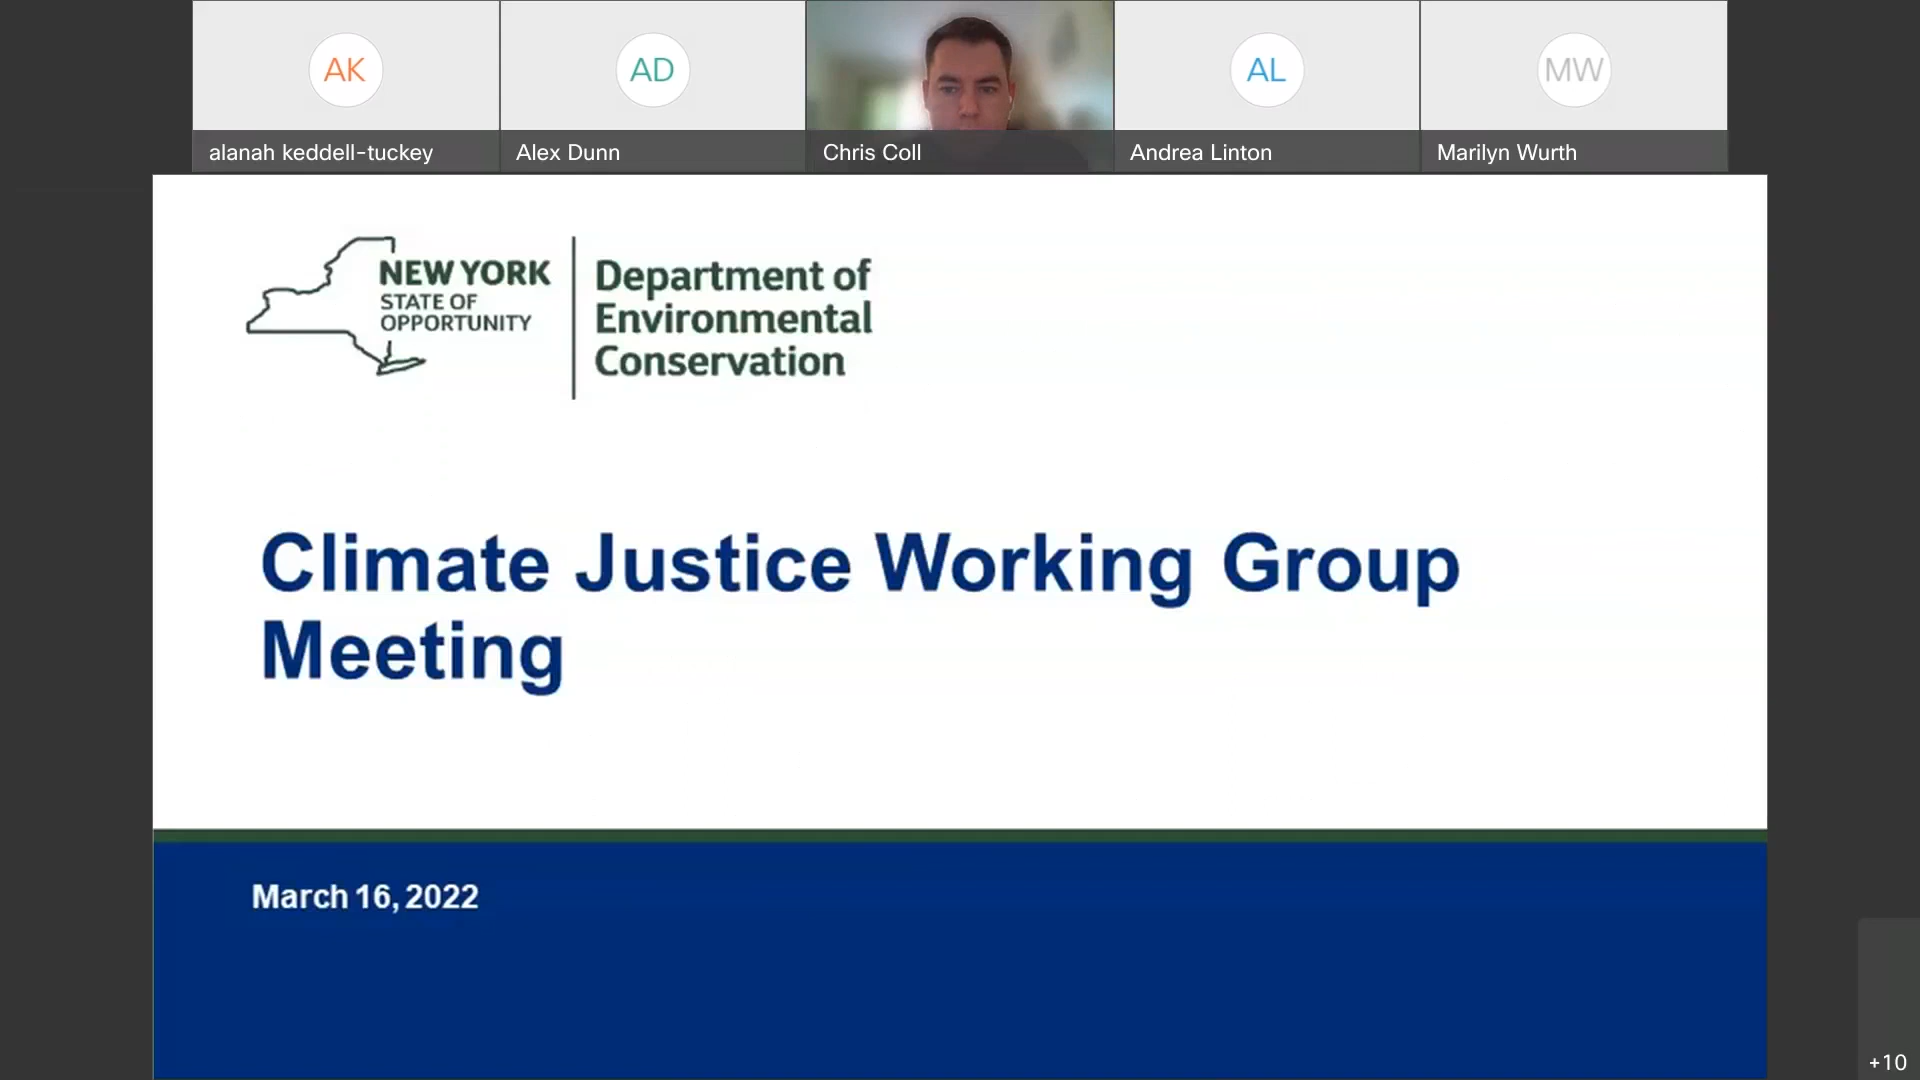 AK
AD
AL
MW
alanah keddell-tuckey
Alex Dunn
Chris Coll
Andrea Linton
Marilyn Wurth
NEW YORK
STATE OF
OPPORTUNITY
Department of
Environmental
Conservation
Climate Justice Working Group
Meeting
March 16, 2022
+10